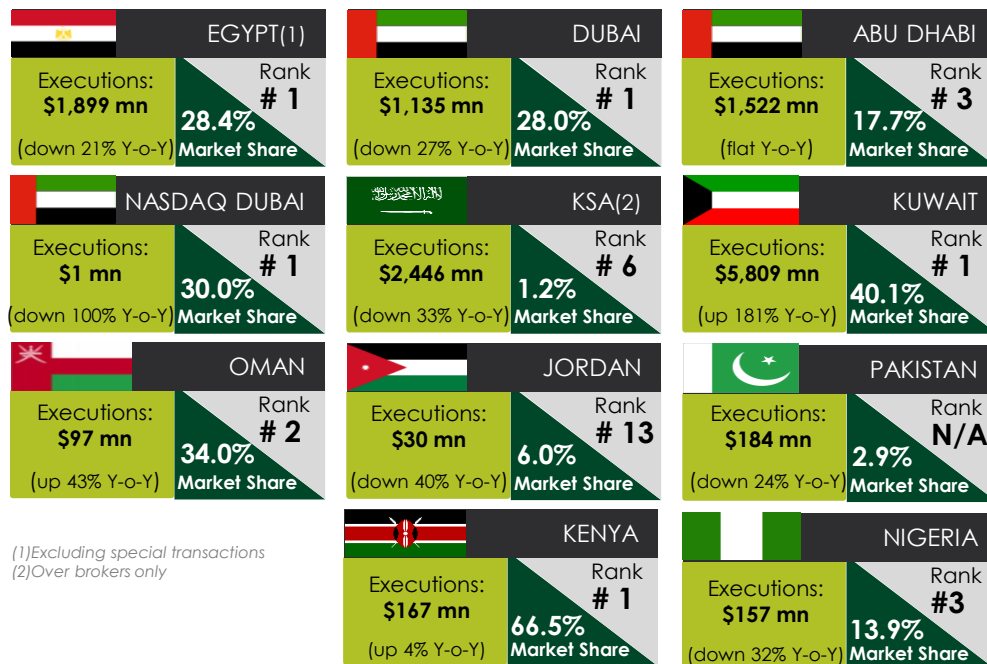 EGYPT(1)
Executions:
$1,899 mn
(down 21% Y-o-Y)
Rank
# 1
28.4%
Market Share
DUBAI
Executions:
$1,135 mn
(down 27% Y-o-Y)
Rank
# 1
28.0%
Market Share
ABU DHABI
Executions:
$1,522 mn
(flat Y-o-Y)
Rank
# 3
17.7%
Market Share
NASDAQ DUBAI
Executions:
$1 mn
(down 100% Y-o-Y)
Rank
# 1
30.0%
Market Share
KSA(2)
Executions:
$2,446 mn
(down 33% Y-o-Y)
Rank
# 6
1.2%
Market Share
KUWAIT
Executions:
$5,809 mn
(up 181% Y-o-Y)
Rank
# 1
40.1%
Market Share
OMAN
Executions:
$97 mn
(up 43% Y-o-Y)
Rank
# 2
34.0%
Market Share
JORDAN
Executions:
$30 mn
(down 40% Y-o-Y)
Rank
# 13
6.0%
Market Share
PAKISTAN
Executions:
$184 mn
(down 24% Y-o-Y)
Rank
N/A
2.9%
Market Share
(1)Excluding special transactions
(2)Over brokers only
KENYA
Executions:
$167 mn
(up 4% Y-o-Y)
Rank
# 1
66.5%
Market Share
NIGERIA
Executions:
$157 mn
(down 32% Y-o-Y)
Rank
#3
13.9%
Market Share